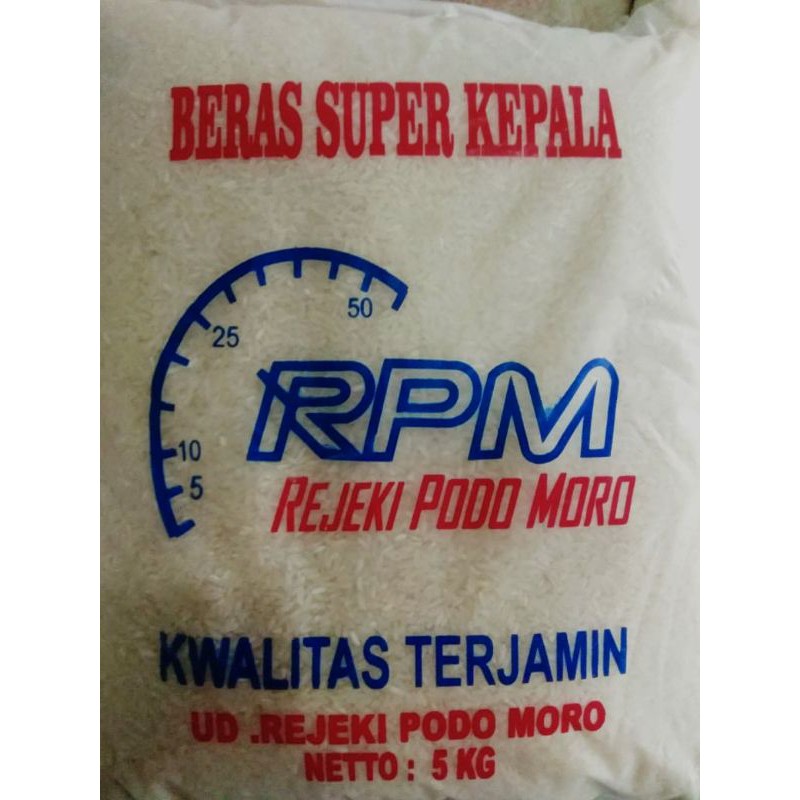 BERAS SUPER KEPALA
50
25
RPM
10
5
REJEKI PODO MORO
KWALITAS TERJAMIN
UD .REJEKI PODO MORO
NETTO : 5 KG